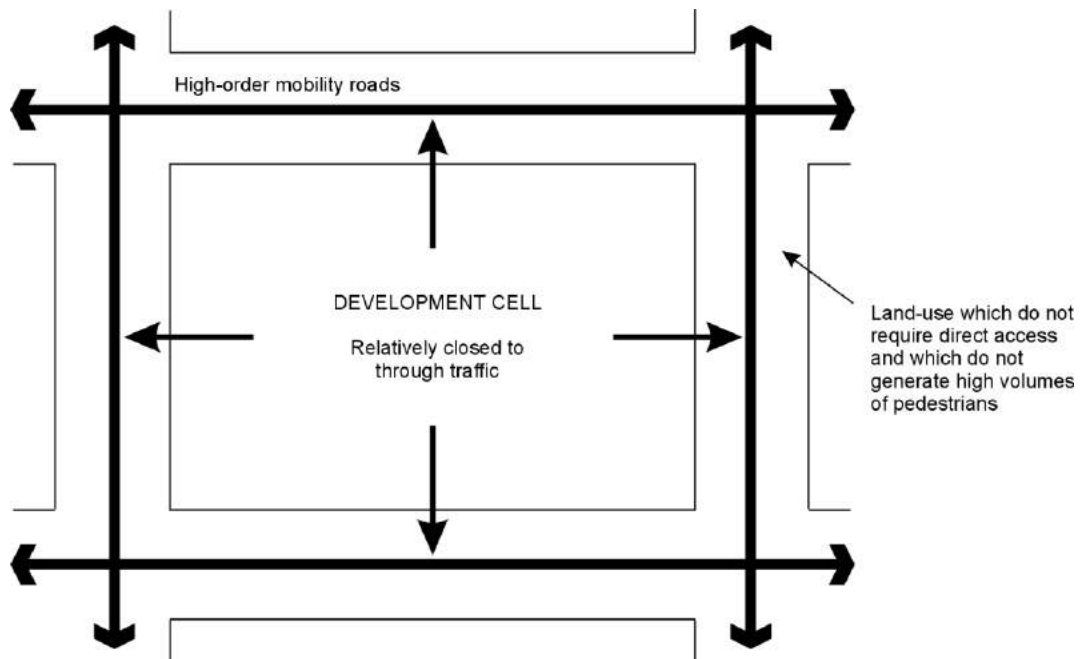 High-order mobility roads
DEVELOPMENT CELL
Relatively closed to
through traffic
Land-use which do not
require direct access
and which do not
generate high volumes
of pedestrians